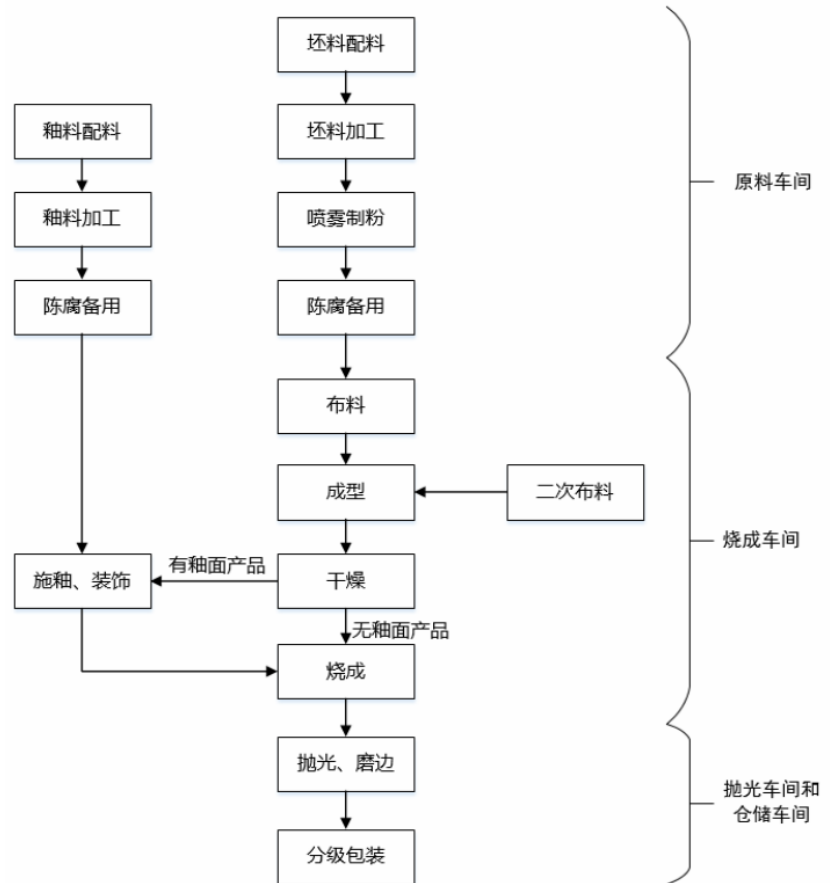 坯料配料
釉料配料
坯料加工
原料车间
釉料加工
喷雾制粉
陈腐备用
陈腐备用
布料
成型
二次布料
烧成车间
有釉面产品
施釉、装饰
干燥
无釉面产品
烧成
抛光、磨边
抛光车间和
仓储车间
分级包装